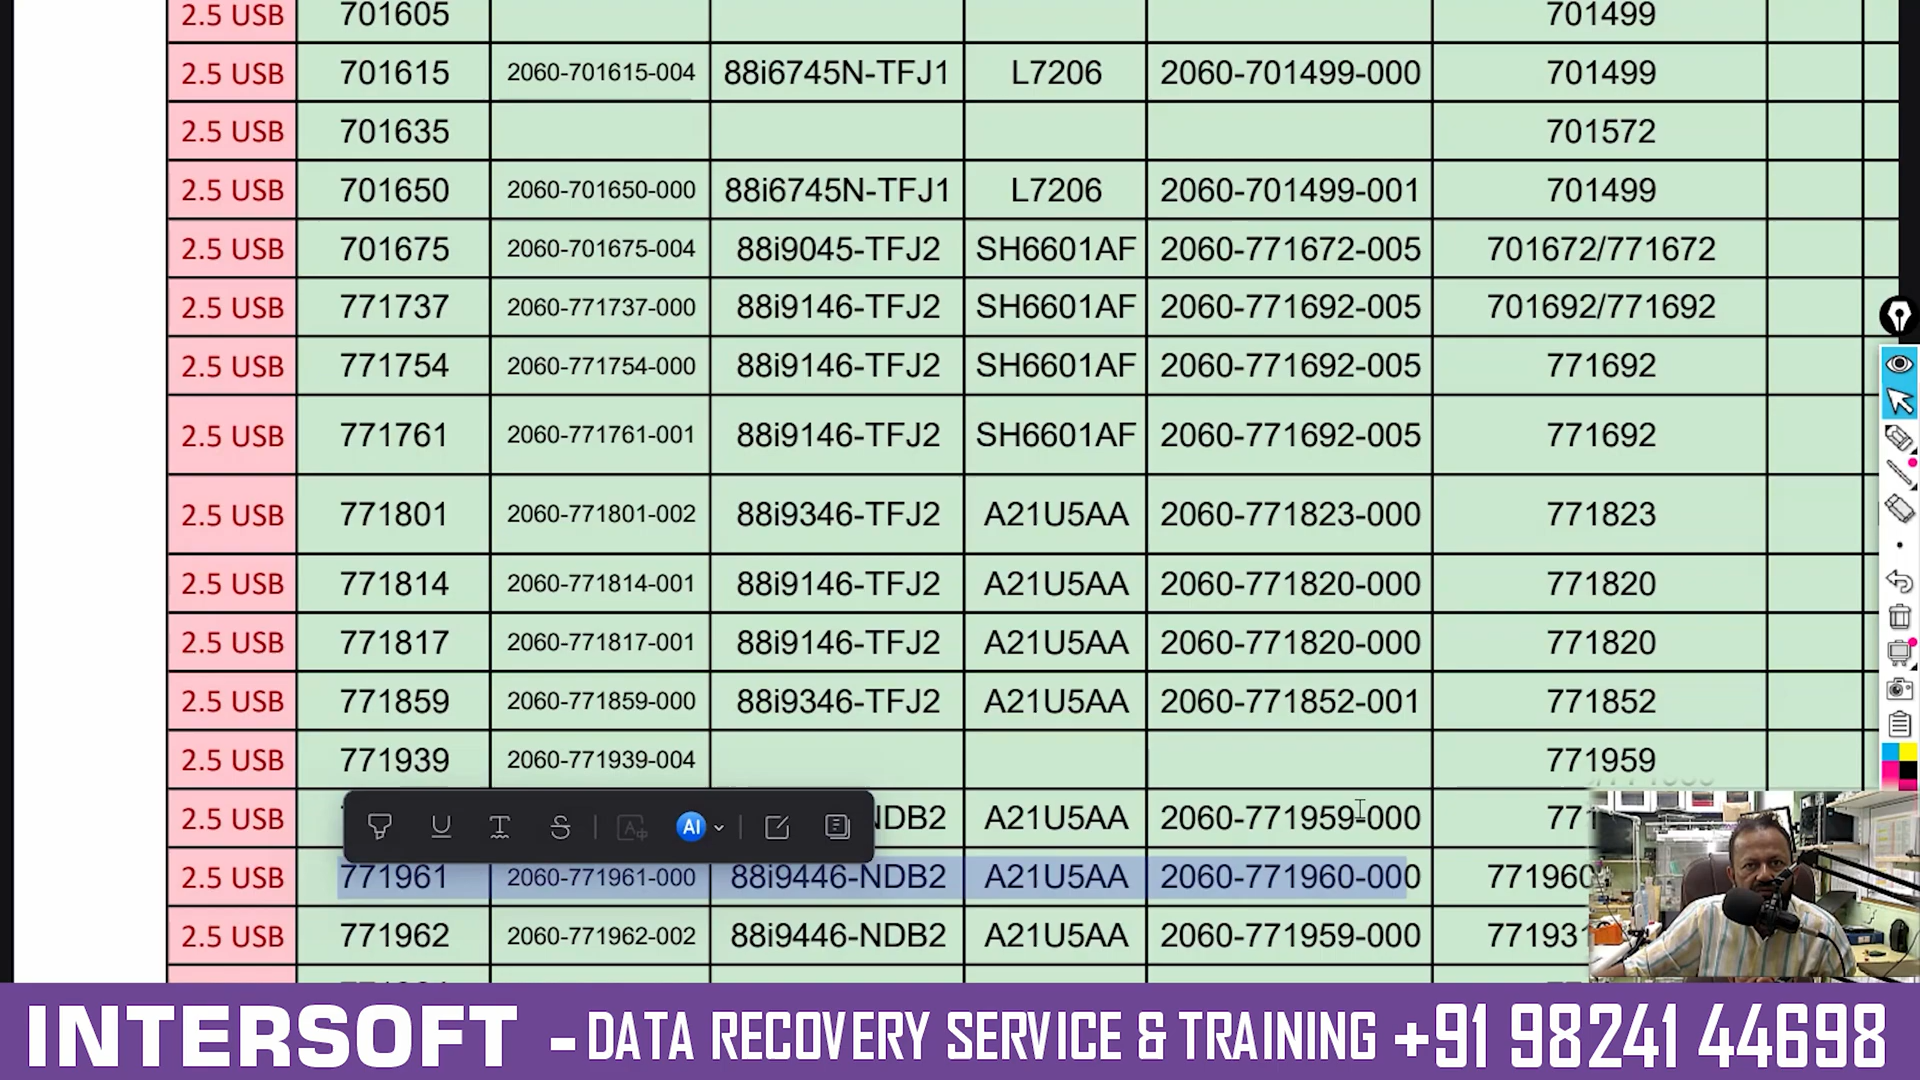 2.5 USB 701605 701499
2.5 USB 701615 2060-701615-004 88i6745N-TFJ1 L7206 2060-701499-000 701499
2.5 USB 701635 701572
2.5 USB 701650 2060-701650-000 88i6745N-TFJ1 L7206 2060-701499-001 701499
2.5 USB 701675 2060-701675-004 88i9045-TFJ2 SH6601AF 2060-771672-005 701672/771672
2.5 USB 771737 2060-771737-000 88i9146-TFJ2 SH6601AF 2060-771692-005 701692/771692
2.5 USB 771754 2060-771754-000 88i9146-TFJ2 SH6601AF 2060-771692-005 771692
2.5 USB 771761 2060-771761-001 88i9146-TFJ2 SH6601AF 2060-771692-005 771692
2.5 USB 771801 2060-771801-002 88i9346-TFJ2 A21U5AA 2060-771823-000 771823
2.5 USB 771814 2060-771814-001 88i9146-TFJ2 A21U5AA 2060-771820-000 771820
2.5 USB 771817 2060-771817-001 88i9146-TFJ2 A21U5AA 2060-771820-000 771820
2.5 USB 771859 2060-771859-000 88i9346-TFJ2 A21U5AA 2060-771852-001 771852
2.5 USB 771939 2060-771939-004 771959
2.5 USB AI NDB2 A21U5AA 2060-771959-000 771
2.5 USB 771961 2060-771961-000 88i9446-NDB2 A21U5AA 2060-771960-000 771960
2.5 USB 771962 2060-771962-002 88i9446-NDB2 A21U5AA 2060-771959-000 77193
INTERSOFT - DATA RECOVERY SERVICE & TRAINING +91 98241 44698